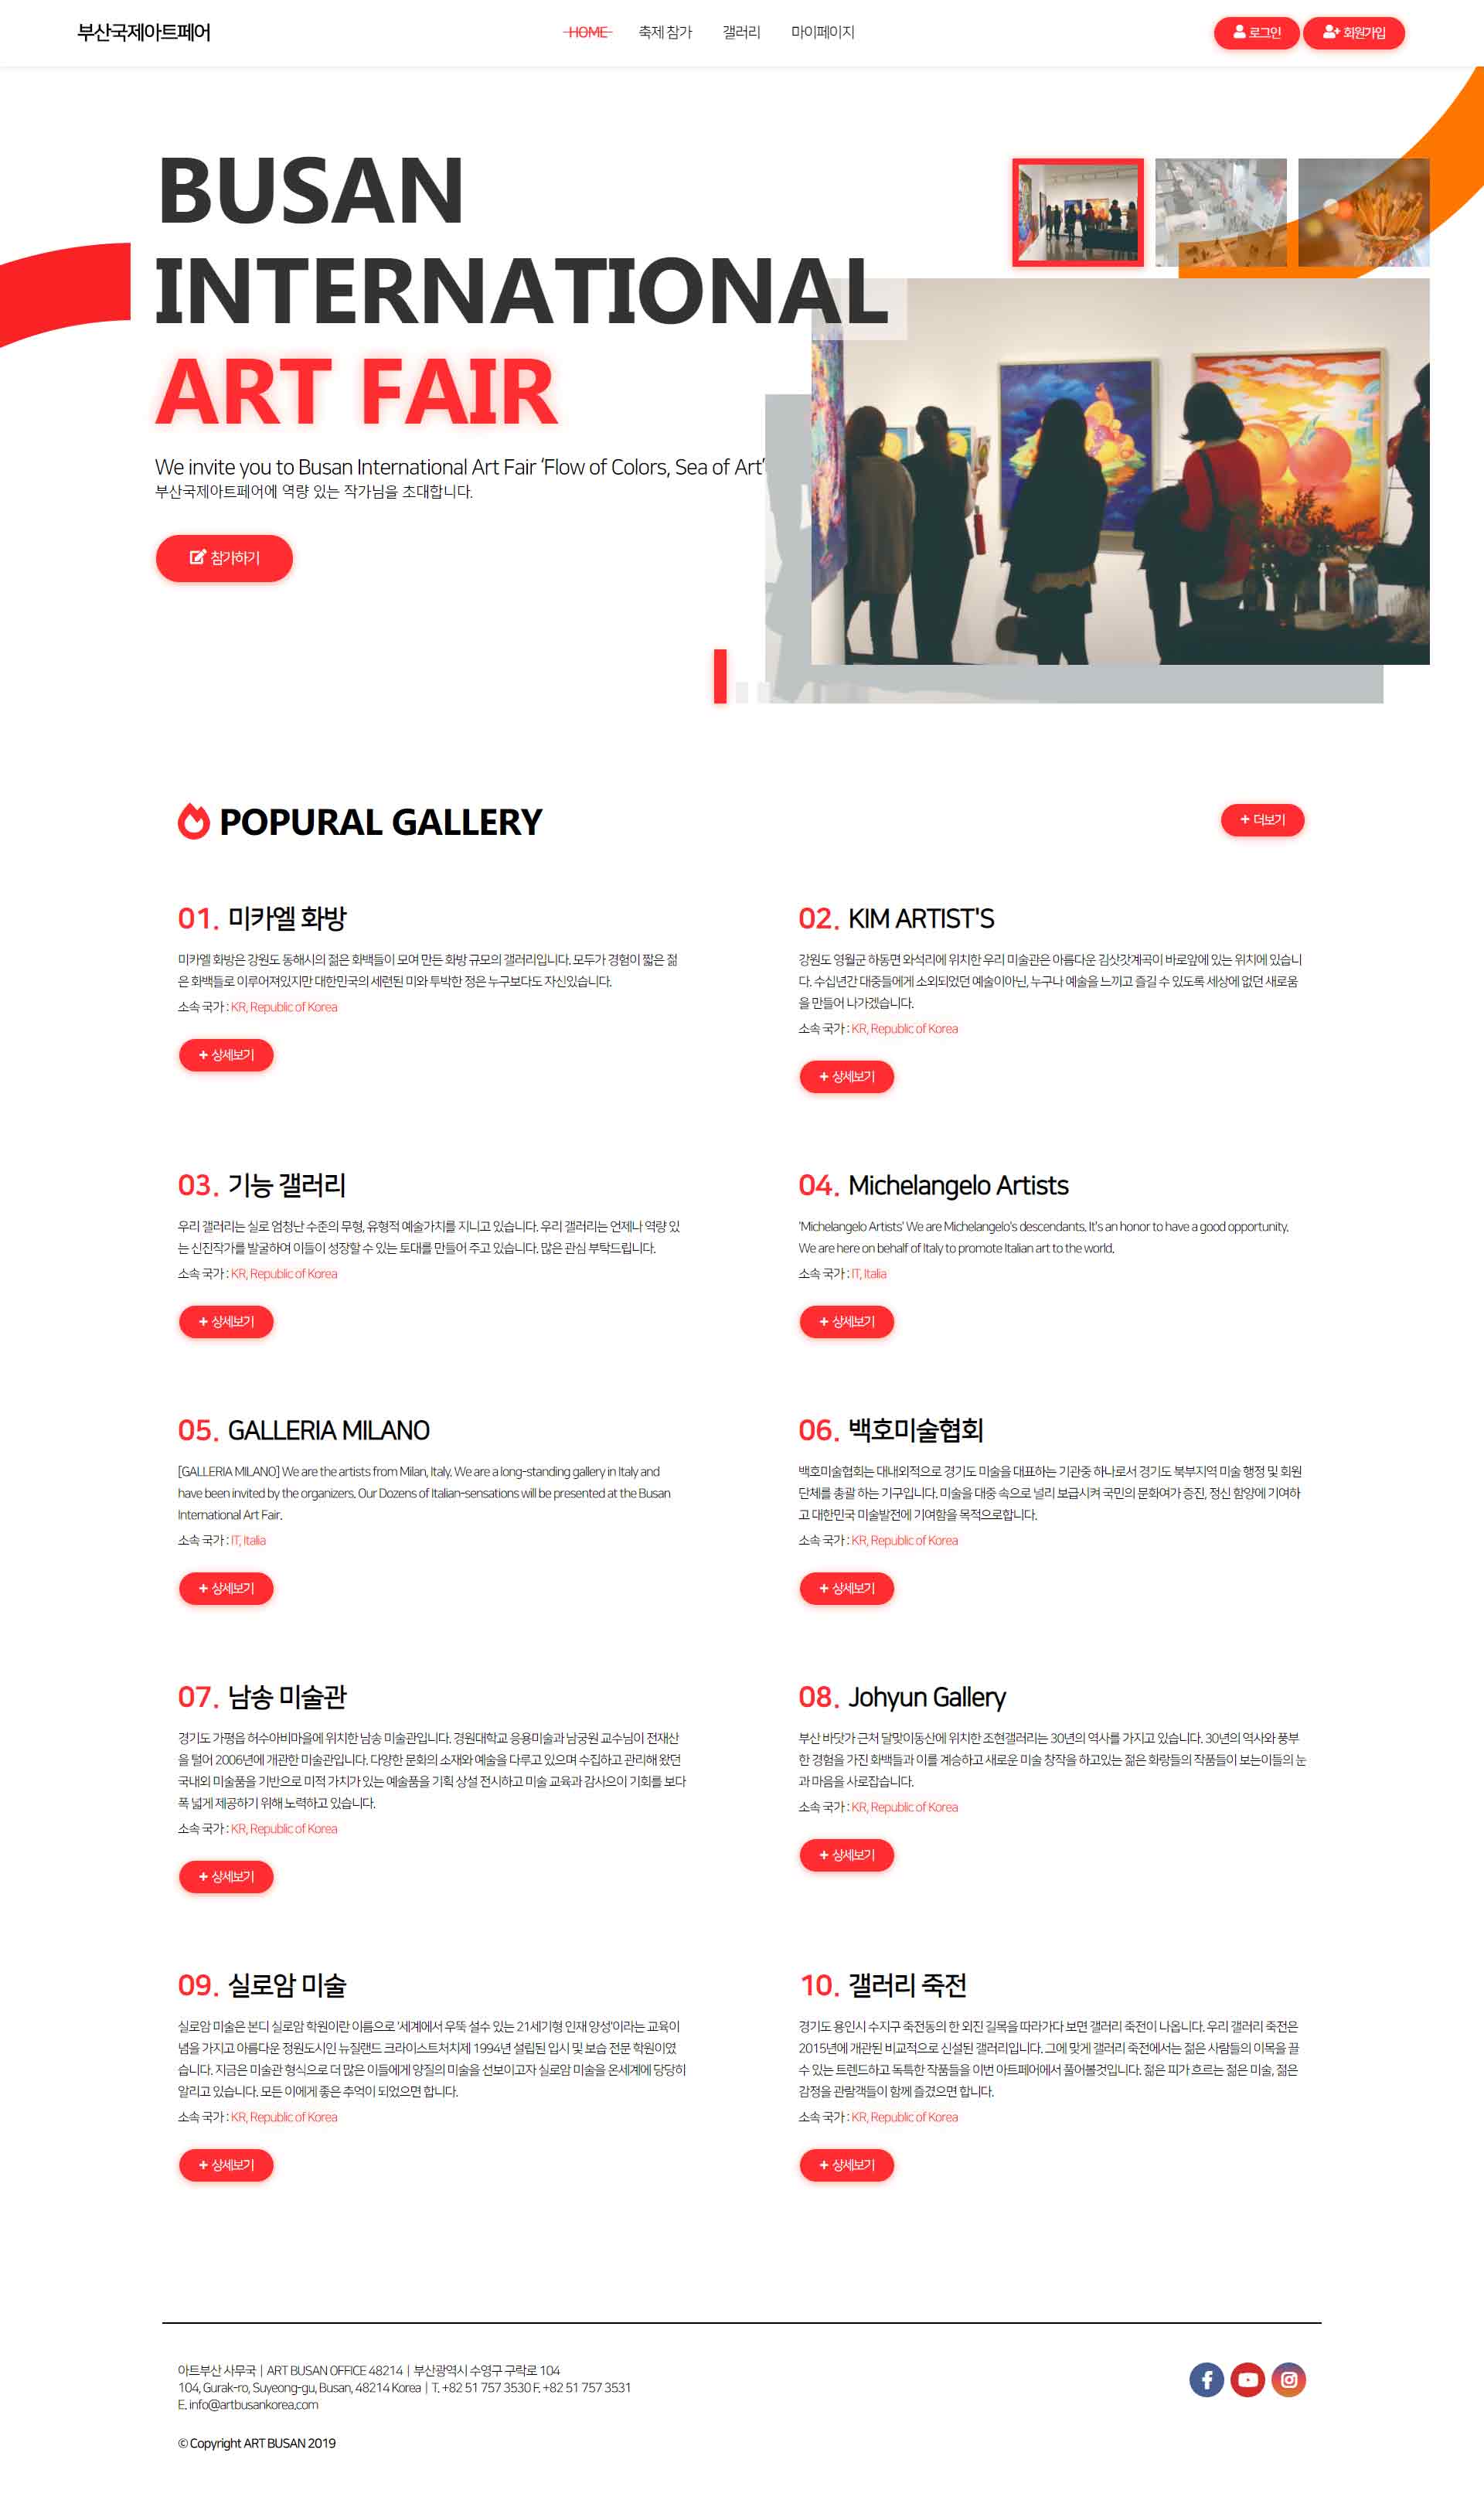 부산국제아트페어
HOME
축제 참가
갤러리
마이페이지
로그인
회원가입
BUSAN
INTERNATIONAL
ART FAIR
We invite you to Busan International Art Fair ‘Flow of Colors, Sea of Art’
부산국제아트페어에 역량 있는 작가님을 초대합니다.
참가하기
POPURAL GALLERY
+ 더보기
01. 미카엘 화방
미카엘 화방은 강원도 동해시의 젊은 화백들이 모여 만든 화방 규모의 갤러리입니다. 모두가 경험이 짧은 젊
은 화백들로 이루어져있지만 대한민국의 세련된 미와 투박한 정은 누구보다도 자신있습니다.
소속 국가 : KR, Republic of Korea
+ 상세보기
02. KIM ARTIST'S
강원도 영월군 하동면 와석리에 위치한 우리 미술관은 아름다운 김삿갓계곡이 바로앞에 있는 위치에 있습니
다. 수십년간 대중들에게 소외되었던 예술이아닌, 누구나 예술을 느끼고 즐길 수 있도록 세상에 없던 새로움
을 만들어 나가겠습니다.
소속 국가 : KR, Republic of Korea
+ 상세보기
03. 기능 갤러리
우리 갤러리는 실로 엄청난 수준의 무형, 유형적 예술가치를 지니고 있습니다. 우리 갤러리는 언제나 역량 있
는 신진작가를 발굴하여 이들이 성장할 수 있는 토대를 만들어 주고 있습니다. 많은 관심 부탁드립니다.
소속 국가 : KR, Republic of Korea
+ 상세보기
04. Michelangelo Artists
'Michelangelo Artists' We are Michelangelo's descendants. It's an honor to have a good opportunity.
We are here on behalf of Italy to promote Italian art to the world.
소속 국가 : IT, Italia
+ 상세보기
05. GALLERIA MILANO
[GALLERIA MILANO] We are the artists from Milan, Italy. We are a long-standing gallery in Italy and
have been invited by the organizers. Our Dozens of Italian-sensations will be presented at the Busan
International Art Fair.
소속 국가 : IT, Italia
+ 상세보기
06. 백호미술협회
백호미술협회는 대내외적으로 경기도 미술을 대표하는 기관중 하나로서 경기도 북부지역 미술 행정 및 회원
단체를 총괄 하는 기구입니다. 미술을 대중 속으로 널리 보급시켜 국민의 문화여가 증진, 정신 함양에 기여하
고 대한민국 미술발전에 기여함을 목적으로합니다.
소속 국가 : KR, Republic of Korea
+ 상세보기
07. 남송 미술관
경기도 가평읍 허수아비마을에 위치한 남송 미술관입니다. 경원대학교 응용미술과 남궁원 교수님이 전재산
을 털어 2006년에 개관한 미술관입니다. 다양한 문화의 소재와 예술을 다루고 있으며 수집하고 관리해 왔던
국내외 미술품을 기반으로 미적 가치가 있는 예술품을 기획 상설 전시하고 미술 교육과 감사으이 기회를 보다
폭 넓게 제공하기 위해 노력하고 있습니다.
소속 국가 : KR, Republic of Korea
+ 상세보기
08. Johyun Gallery
부산 바닷가 근처 달맞이동산에 위치한 조현갤러리는 30년의 역사를 가지고 있습니다. 30년의 역사와 풍부
한 경험을 가진 화백들과 이를 계승하고 새로운 미술 창작을 하고있는 젊은 화랑들의 작품들이 보는이들의 눈
과 마음을 사로잡습니다.
소속 국가 : KR, Republic of Korea
+ 상세보기
09. 실로암 미술
실로암 미술은 본디 실로암 학원이란 이름으로 '세계에서 우뚝 설수 있는 21세기형 인재 양성'이라는 교육이
념을 가지고 아름다운 정원도시인 뉴질랜드 크라이스트처치제 1994년 설립된 입시 및 보습 전문 학원이였
습니다. 지금은 미술관 형식으로 더 많은 이들에게 양질의 미술을 선보이고자 실로암 미술을 온세계에 당당히
알리고 있습니다. 모든 이에게 좋은 추억이 되었으면 합니다.
소속 국가 : KR, Republic of Korea
+ 상세보기
10. 갤러리 죽전
경기도 용인시 수지구 죽전동의 한 외진 길목을 따라가다 보면 갤러리 죽전이 나옵니다. 우리 갤러리 죽전은
2015년에 개관된 비교적으로 신설된 갤러리입니다. 그에 맞게 갤러리 죽전에서는 젊은 사람들의 이목을 끌
수 있는 트렌드하고 독특한 작품들을 이번 아트페어에서 풀어볼것입니다. 젊은 피가 흐르는 젊은 미술, 젊은
감정을 관람객들이 함께 즐겼으면 합니다.
소속 국가 : KR, Republic of Korea
+ 상세보기
아트부산 사무국 | ART BUSAN OFFICE 48214 | 부산광역시 수영구 구락로 104
104, Gurak-ro, Suyeong-gu, Busan, 48214 Korea | T. +82 51 757 3530 F. +82 51 757 3531
E. info@artbusankorea.com
© Copyright ART BUSAN 2019